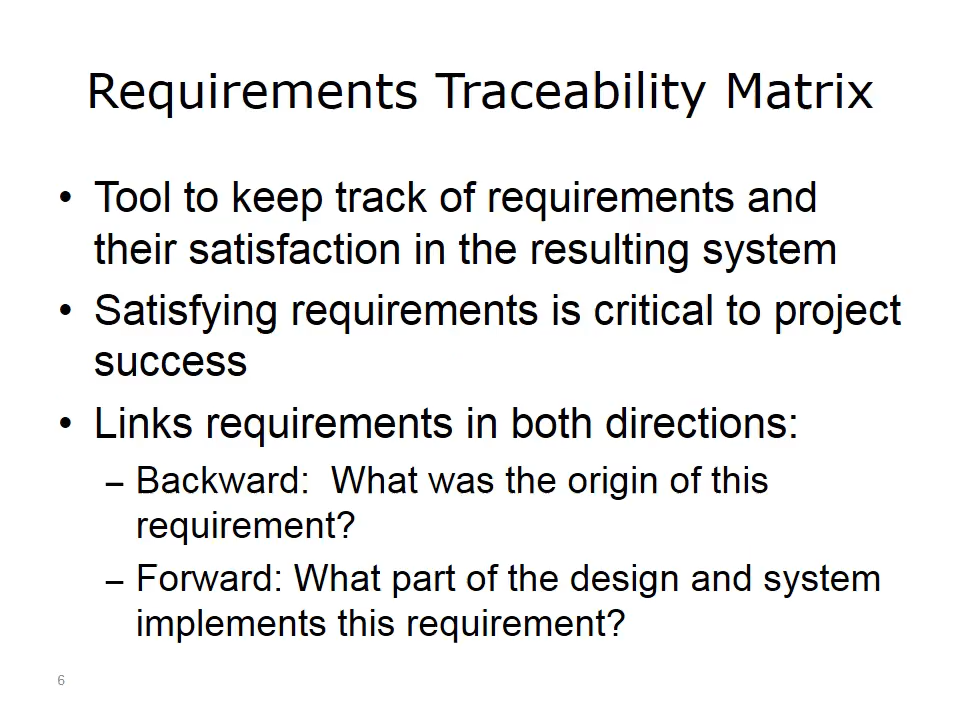 Requirements Traceability Matrix
• Tool to keep track of requirements and
their satisfaction in the resulting system
• Satisfying requirements is critical to project
success
• Links requirements in both directions:
– Backward:  What was the origin of this
requirement?
– Forward: What part of the design and system
implements this requirement?
6